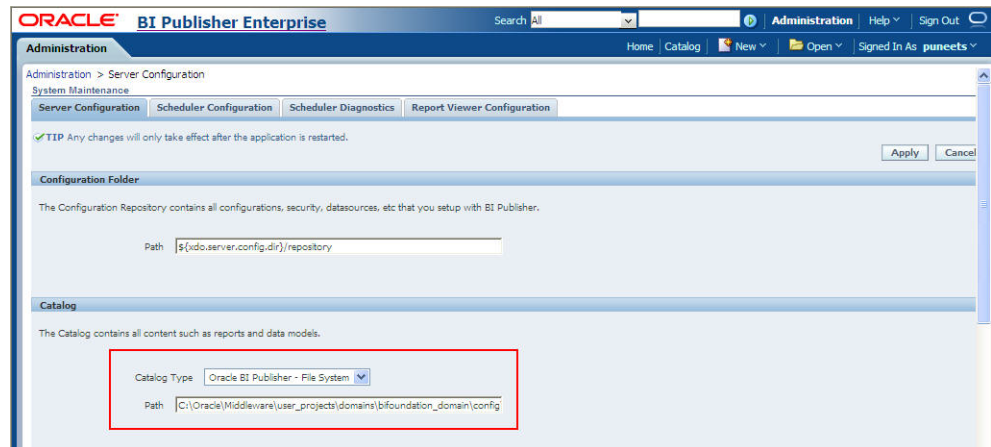 ORACLE BI Publisher Enterprise Search All Administration Help Sign Out
Administration Home Catalog New Open Signed In As puneets
Administration > Server Configuration
System Maintenance
Server Configuration Scheduler Configuration Scheduler Diagnostics Report Viewer Configuration
TIP Any changes will only take effect after the application is restarted.
Apply Cancel
Configuration Folder
The Configuration Repository contains all configurations, security, datasources, etc that you setup with BI Publisher.
Path ${xdo.server.config.dir}/repository
Catalog
The Catalog contains all content such as reports and data models.
Catalog Type Oracle BI Publisher - File System
Path C:\Oracle\Middleware\user_projects\domains\bifoundation_domain\config